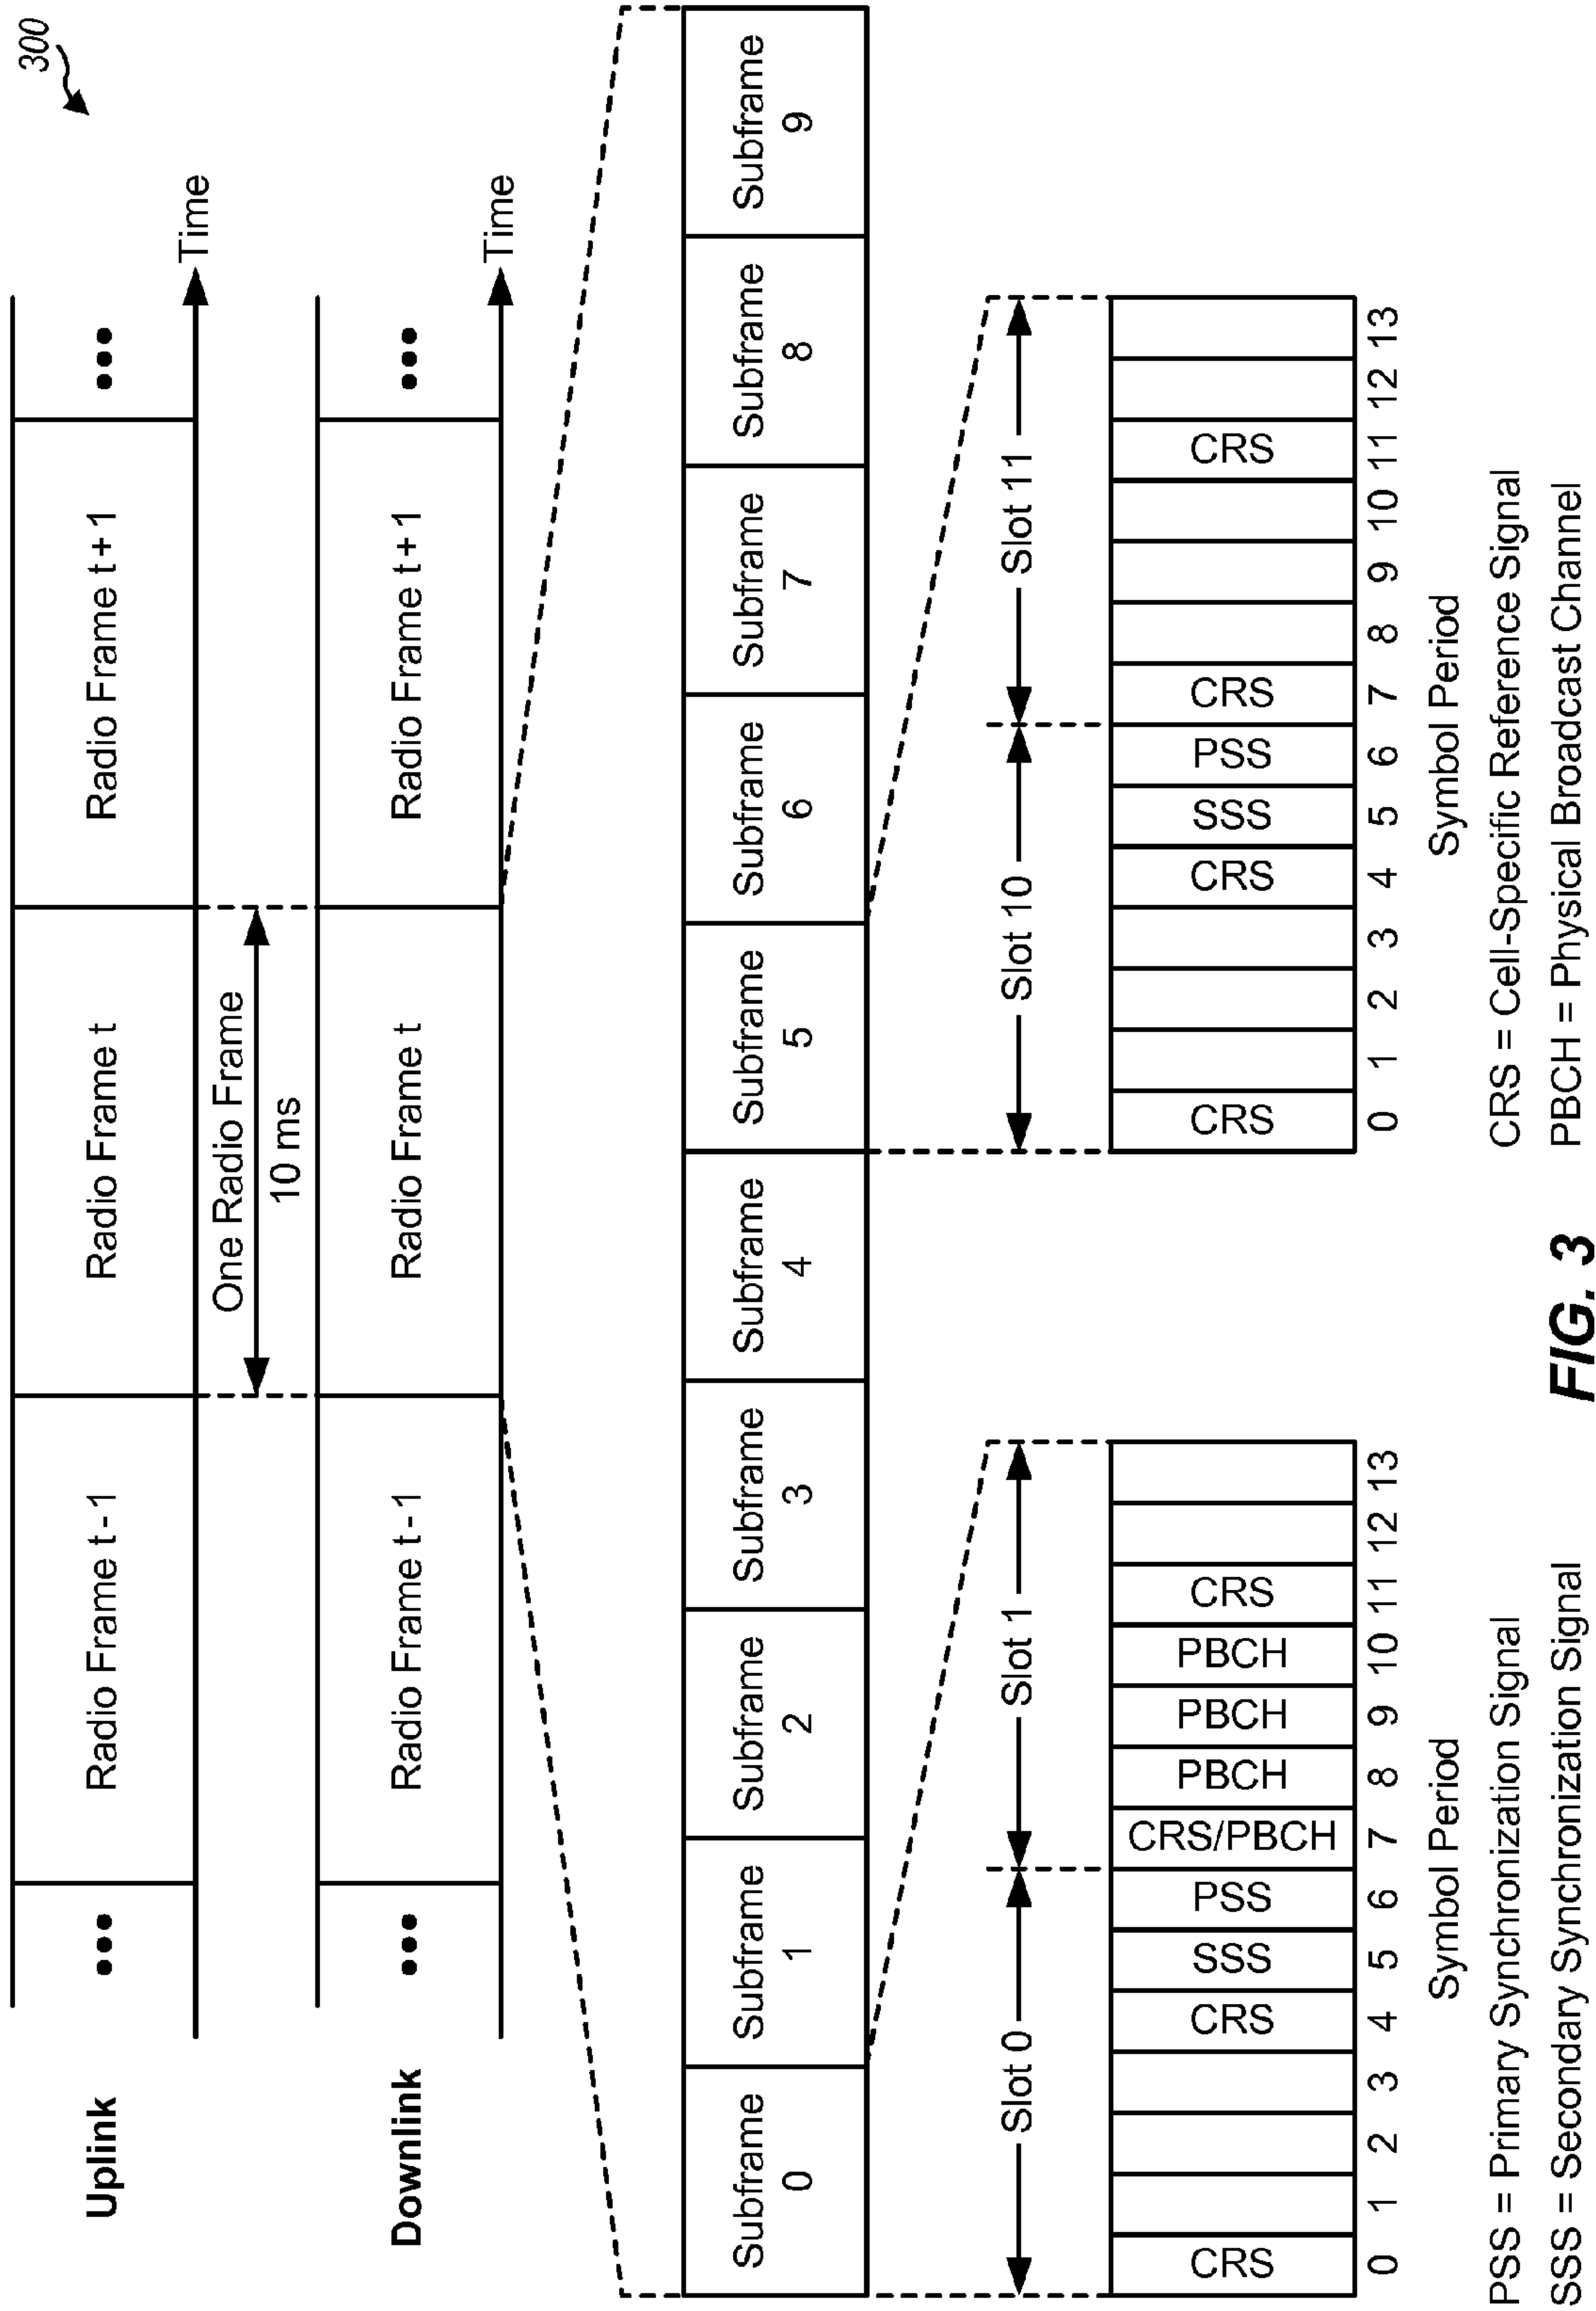 300
Uplink
•••
Radio Frame t-1
Radio Frame t
Radio Frame t+1
•••
Time
One Radio Frame
10 ms
Downlink
•••
Radio Frame t-1
Radio Frame t
Radio Frame t+1
•••
Time
Subframe
0
Subframe
1
Subframe
2
Subframe
3
Subframe
4
Subframe
5
Subframe
6
Subframe
7
Subframe
8
Subframe
9
Slot 0
Slot 1
CRS CRS SSS PSS CRS/PBCH PBCH PBCH PBCH CRS
0 1 2 3 4 5 6 7 8 9 10 11 12 13
Symbol Period
Slot 10
Slot 11
CRS CRS SSS PSS CRS CRS
0 1 2 3 4 5 6 7 8 9 10 11 12 13
Symbol Period
PSS = Primary Synchronization Signal
SSS = Secondary Synchronization Signal
CRS = Cell-Specific Reference Signal
PBCH = Physical Broadcast Channel
FIG. 3